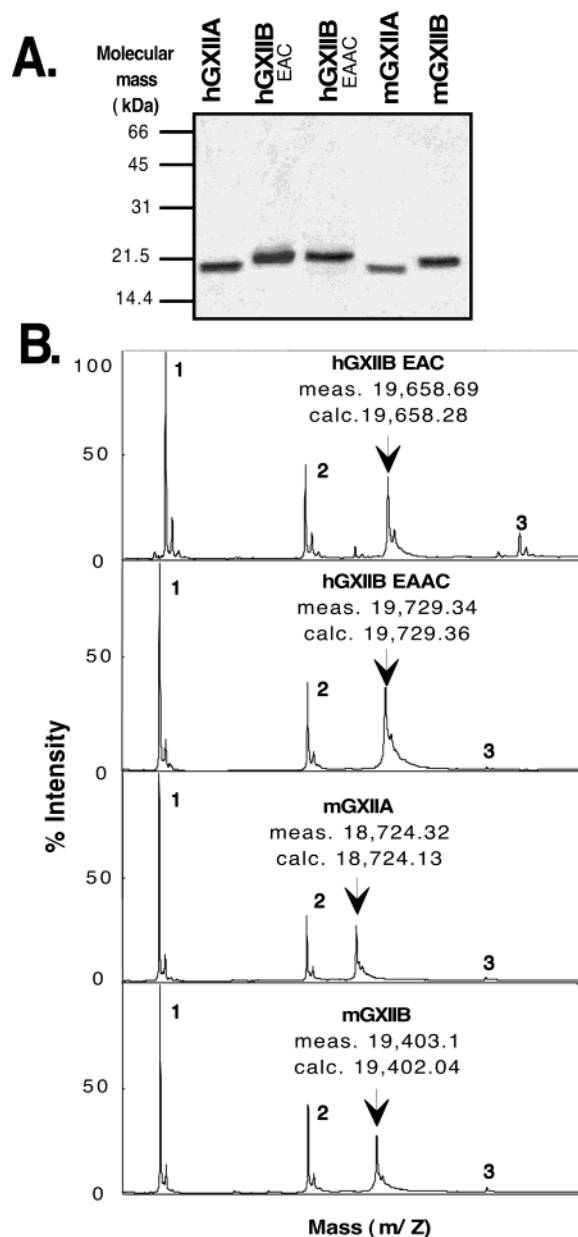 A.
Molecular
mass
( kDa)
hGXIIA
hGXIIB
EAC
hGXIIB
EAAC
mGXIIA
mGXIIB
66
45
31
21.5
14.4
B.
% Intensity
100
50
0
1
2
3
hGXIIB EAC
meas. 19,658.69
calc.19,658.28
50
0
1
2
3
hGXIIB EAAC
meas. 19,729.34
calc. 19,729.36
50
0
1
2
3
mGXIIA
meas. 18,724.32
calc. 18,724.13
50
0
1
2
3
mGXIIB
meas. 19,403.1
calc. 19,402.04
Mass ( m/ Z)